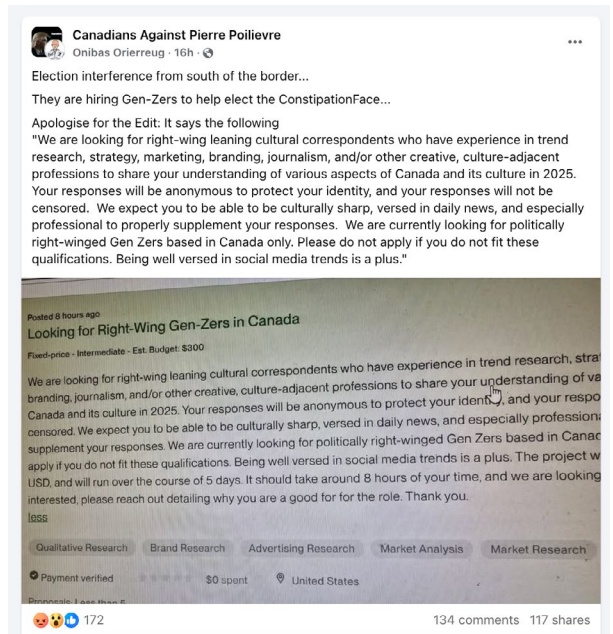 Canadians Against Pierre Poilievre
Onibas Orierreug · 16h ·
Election interference from south of the border...
They are hiring Gen-Zers to help elect the ConstipationFace...
Apologise for the Edit: It says the following
"We are looking for right-wing leaning cultural correspondents who have experience in trend
research, strategy, marketing, branding, journalism, and/or other creative, culture-adjacent
professions to share your understanding of various aspects of Canada and its culture in 2025.
Your responses will be anonymous to protect your identity, and your responses will not be
censored.  We expect you to be able to be culturally sharp, versed in daily news, and especially
professional to properly supplement your responses.  We are currently looking for politically
right-winged Gen Zers based in Canada only. Please do not apply if you do not fit these
qualifications. Being well versed in social media trends is a plus."
Posted 8 hours ago
Looking for Right-Wing Gen-Zers in Canada
Fixed-price - Intermediate - Est. Budget: $300
We are looking for right-wing leaning cultural correspondents who have experience in trend research, stra
branding, journalism, and/or other creative, culture-adjacent professions to share your understanding of va
Canada and its culture in 2025. Your responses will be anonymous to protect your identity, and your respo
censored. We expect you to be able to be culturally sharp, versed in daily news, and especially professiona
supplement your responses. We are currently looking for politically right-winged Gen Zers based in Canad
apply if you do not fit these qualifications. Being well versed in social media trends is a plus. The project w
USD, and will run over the course of 5 days. It should take around 8 hours of your time, and we are looking
interested, please reach out detailing why you are a good for for the role. Thank you.
less
Qualitative Research Brand Research Advertising Research Market Analysis Market Research
Payment verified $0 spent United States
Proposals: Less than 5
172 134 comments 117 shares